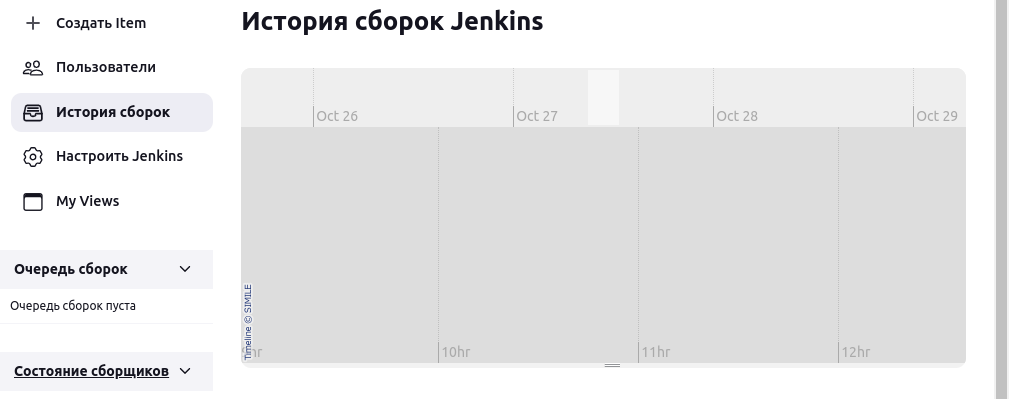 Создать Item
Пользователи
История сборок
Настроить Jenkins
My Views
Очередь сборок
Очередь сборок пуста
Состояние сборщиков
История сборок Jenkins
Oct 26
Oct 27
Oct 28
Oct 29
Timeline © SIMILE
hr
10hr
11hr
12hr